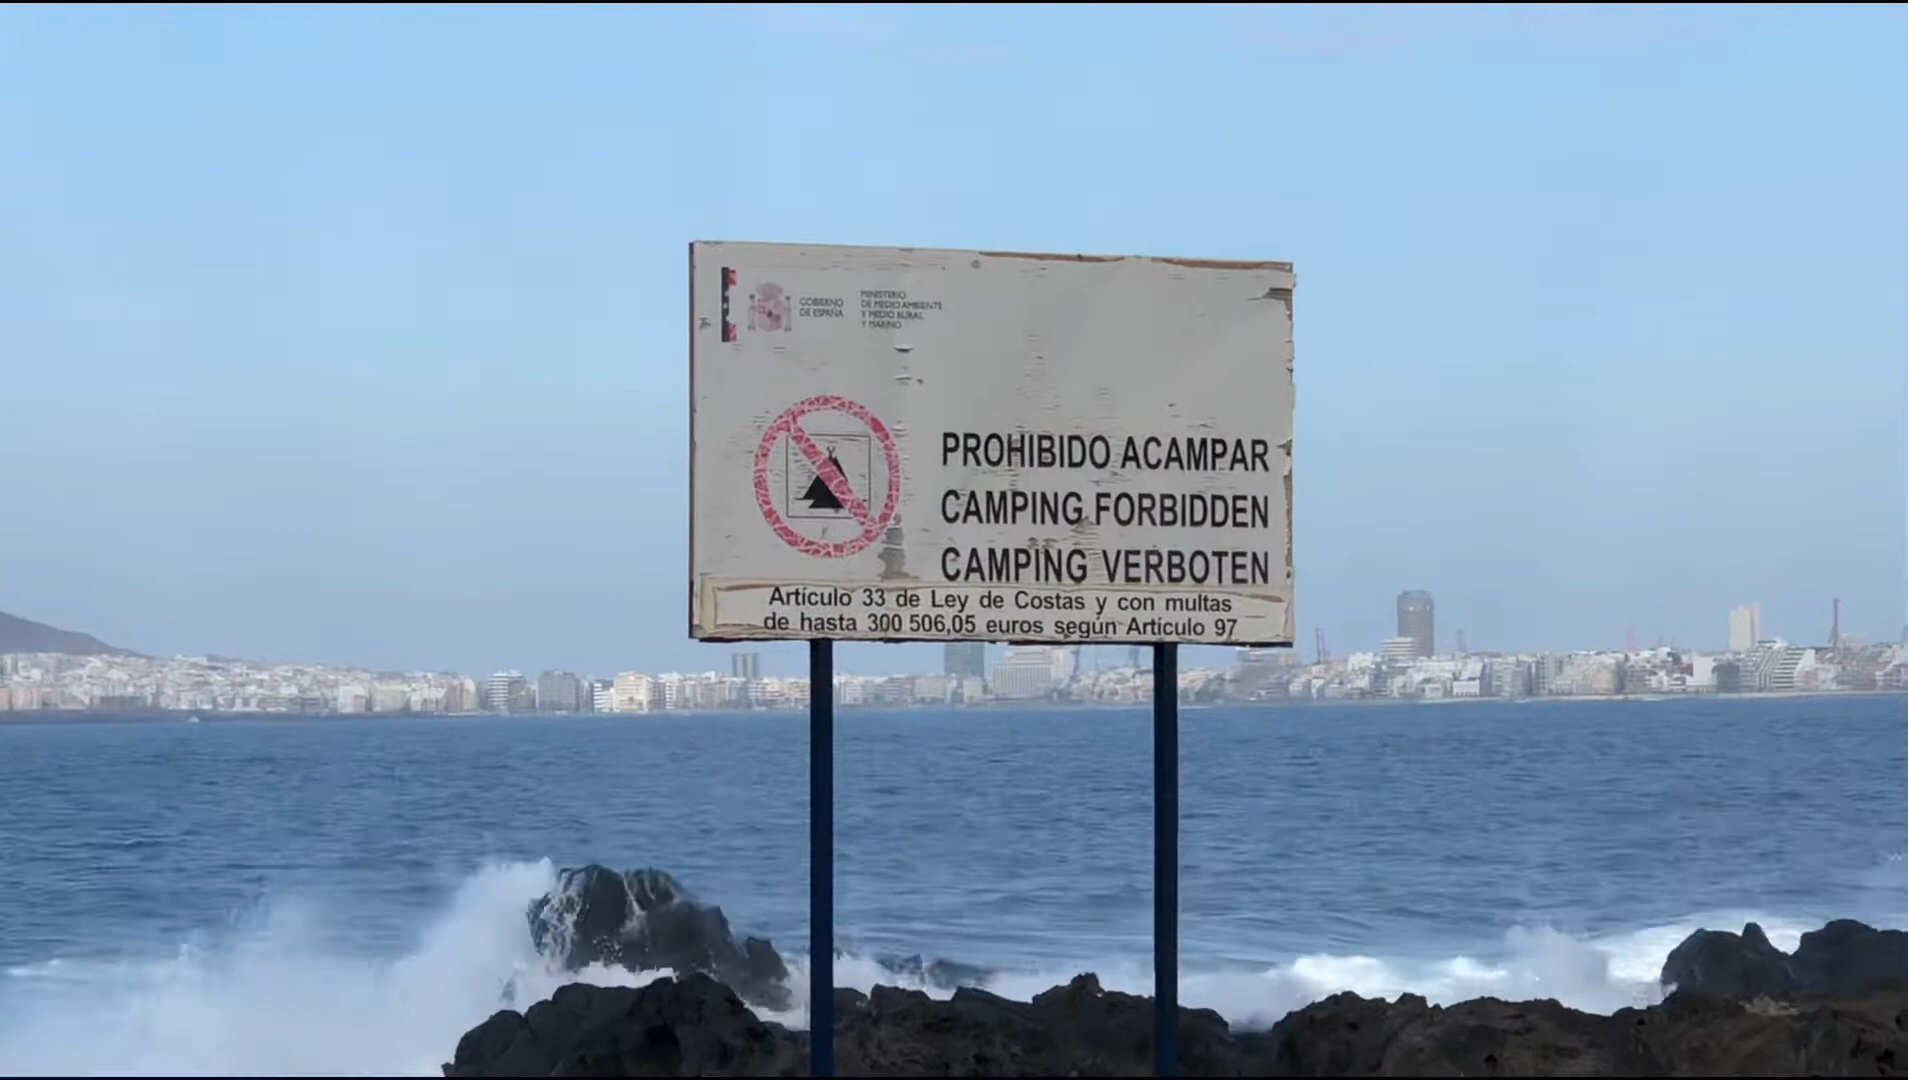 GOBIERNO
DE ESPAÑA
MINISTERIO
DE MEDIO AMBIENTE
Y MEDIO RURAL
Y MARINO
PROHIBIDO ACAMPAR
CAMPING FORBIDDEN
CAMPING VERBOTEN
Artículo 33 de Ley de Costas y con multas
de hasta 300 506,05 euros según Artículo 97